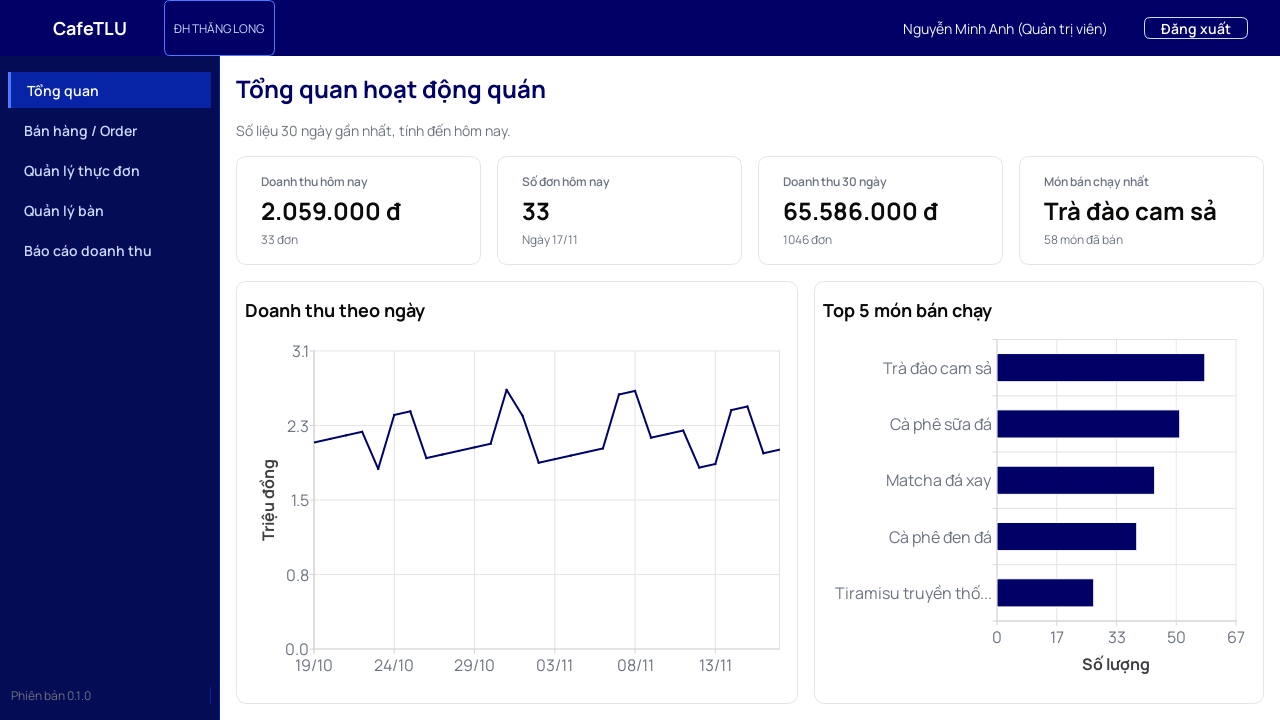 CafeTLU
ĐH THĂNG LONG
Nguyễn Minh Anh (Quản trị viên)
Đăng xuất
Tổng quan
Bán hàng / Order
Quản lý thực đơn
Quản lý bàn
Báo cáo doanh thu
Phiên bản 0.1.0
Tổng quan hoạt động quán
Số liệu 30 ngày gần nhất, tính đến hôm nay.
Doanh thu hôm nay
2.059.000 đ
33 đơn
Số đơn hôm nay
33
Ngày 17/11
Doanh thu 30 ngày
65.586.000 đ
1046 đơn
Món bán chạy nhất
Trà đào cam sả
58 món đã bán
Doanh thu theo ngày
Triệu đồng
3.1
2.3
1.5
0.8
0.0
19/10 24/10 29/10 03/11 08/11 13/11
Top 5 món bán chạy
Trà đào cam sả
Cà phê sữa đá
Matcha đá xay
Cà phê đen đá
Tiramisu truyền thố...
0 17 33 50 67
Số lượng